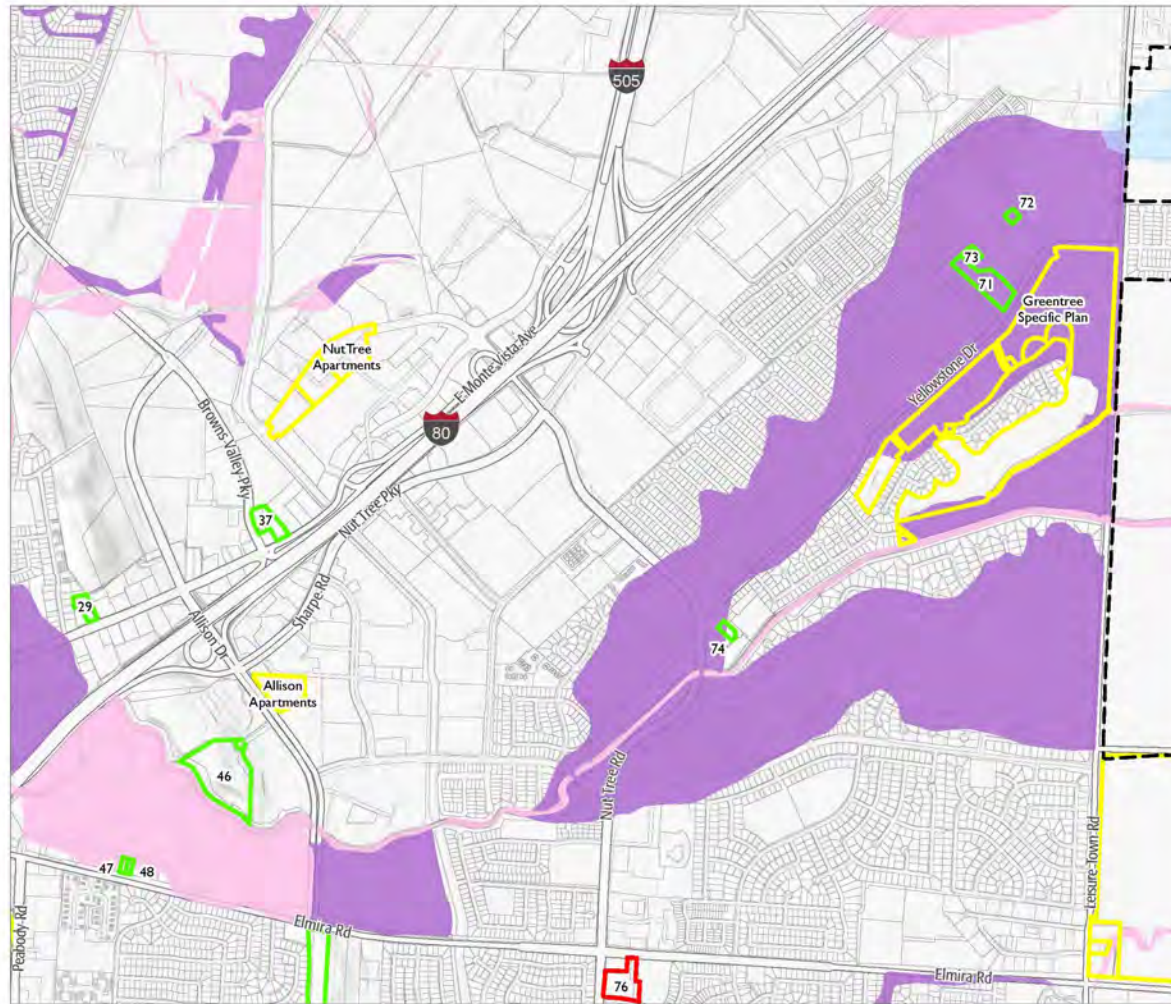 505
72
73
71
Greentree
Specific Plan
Nut Tree
Apartments
E Monte Vista Ave
Yellowstone Dr
80
Browns Valley Pky
37
Nut Tree Pky
29
Sharpe Rd
Allison Dr
74
Allison
Apartments
46
Nut Tree Rd
Leisure Town Rd
47
48
Elmira Rd
Peabody Rd
76
Elmira Rd